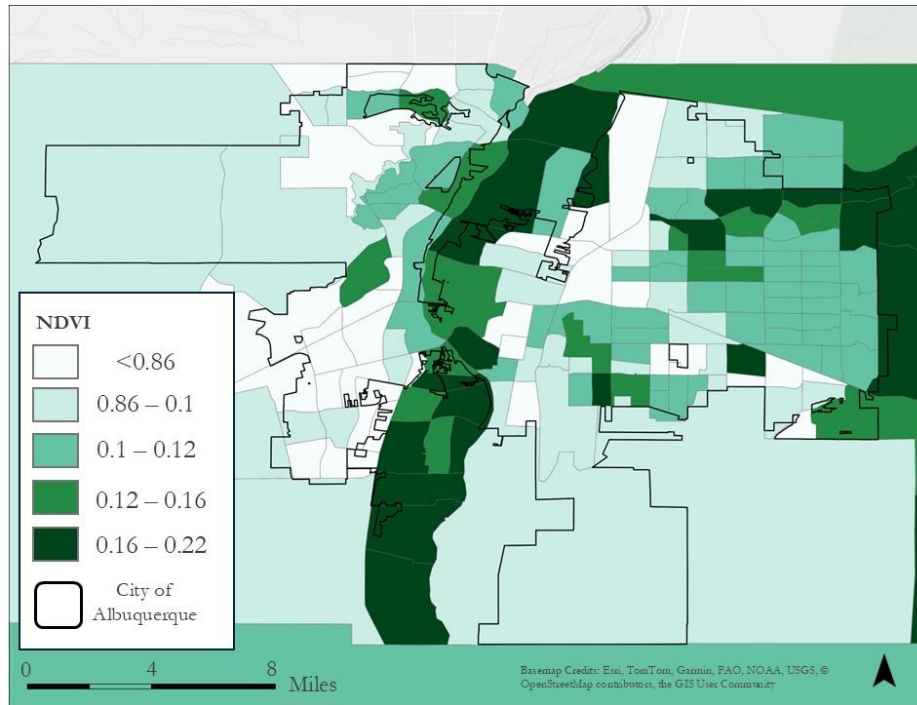 NDVI
<0.86
0.86 – 0.1
0.1 – 0.12
0.12 – 0.16
0.16 – 0.22
City of
Albuquerque
0 4 8
Miles
Basemap Credits: Esri, TomTom, Garmin, FAO, NOAA, USGS, ©
OpenStreetMap contributors, the GIS User Community